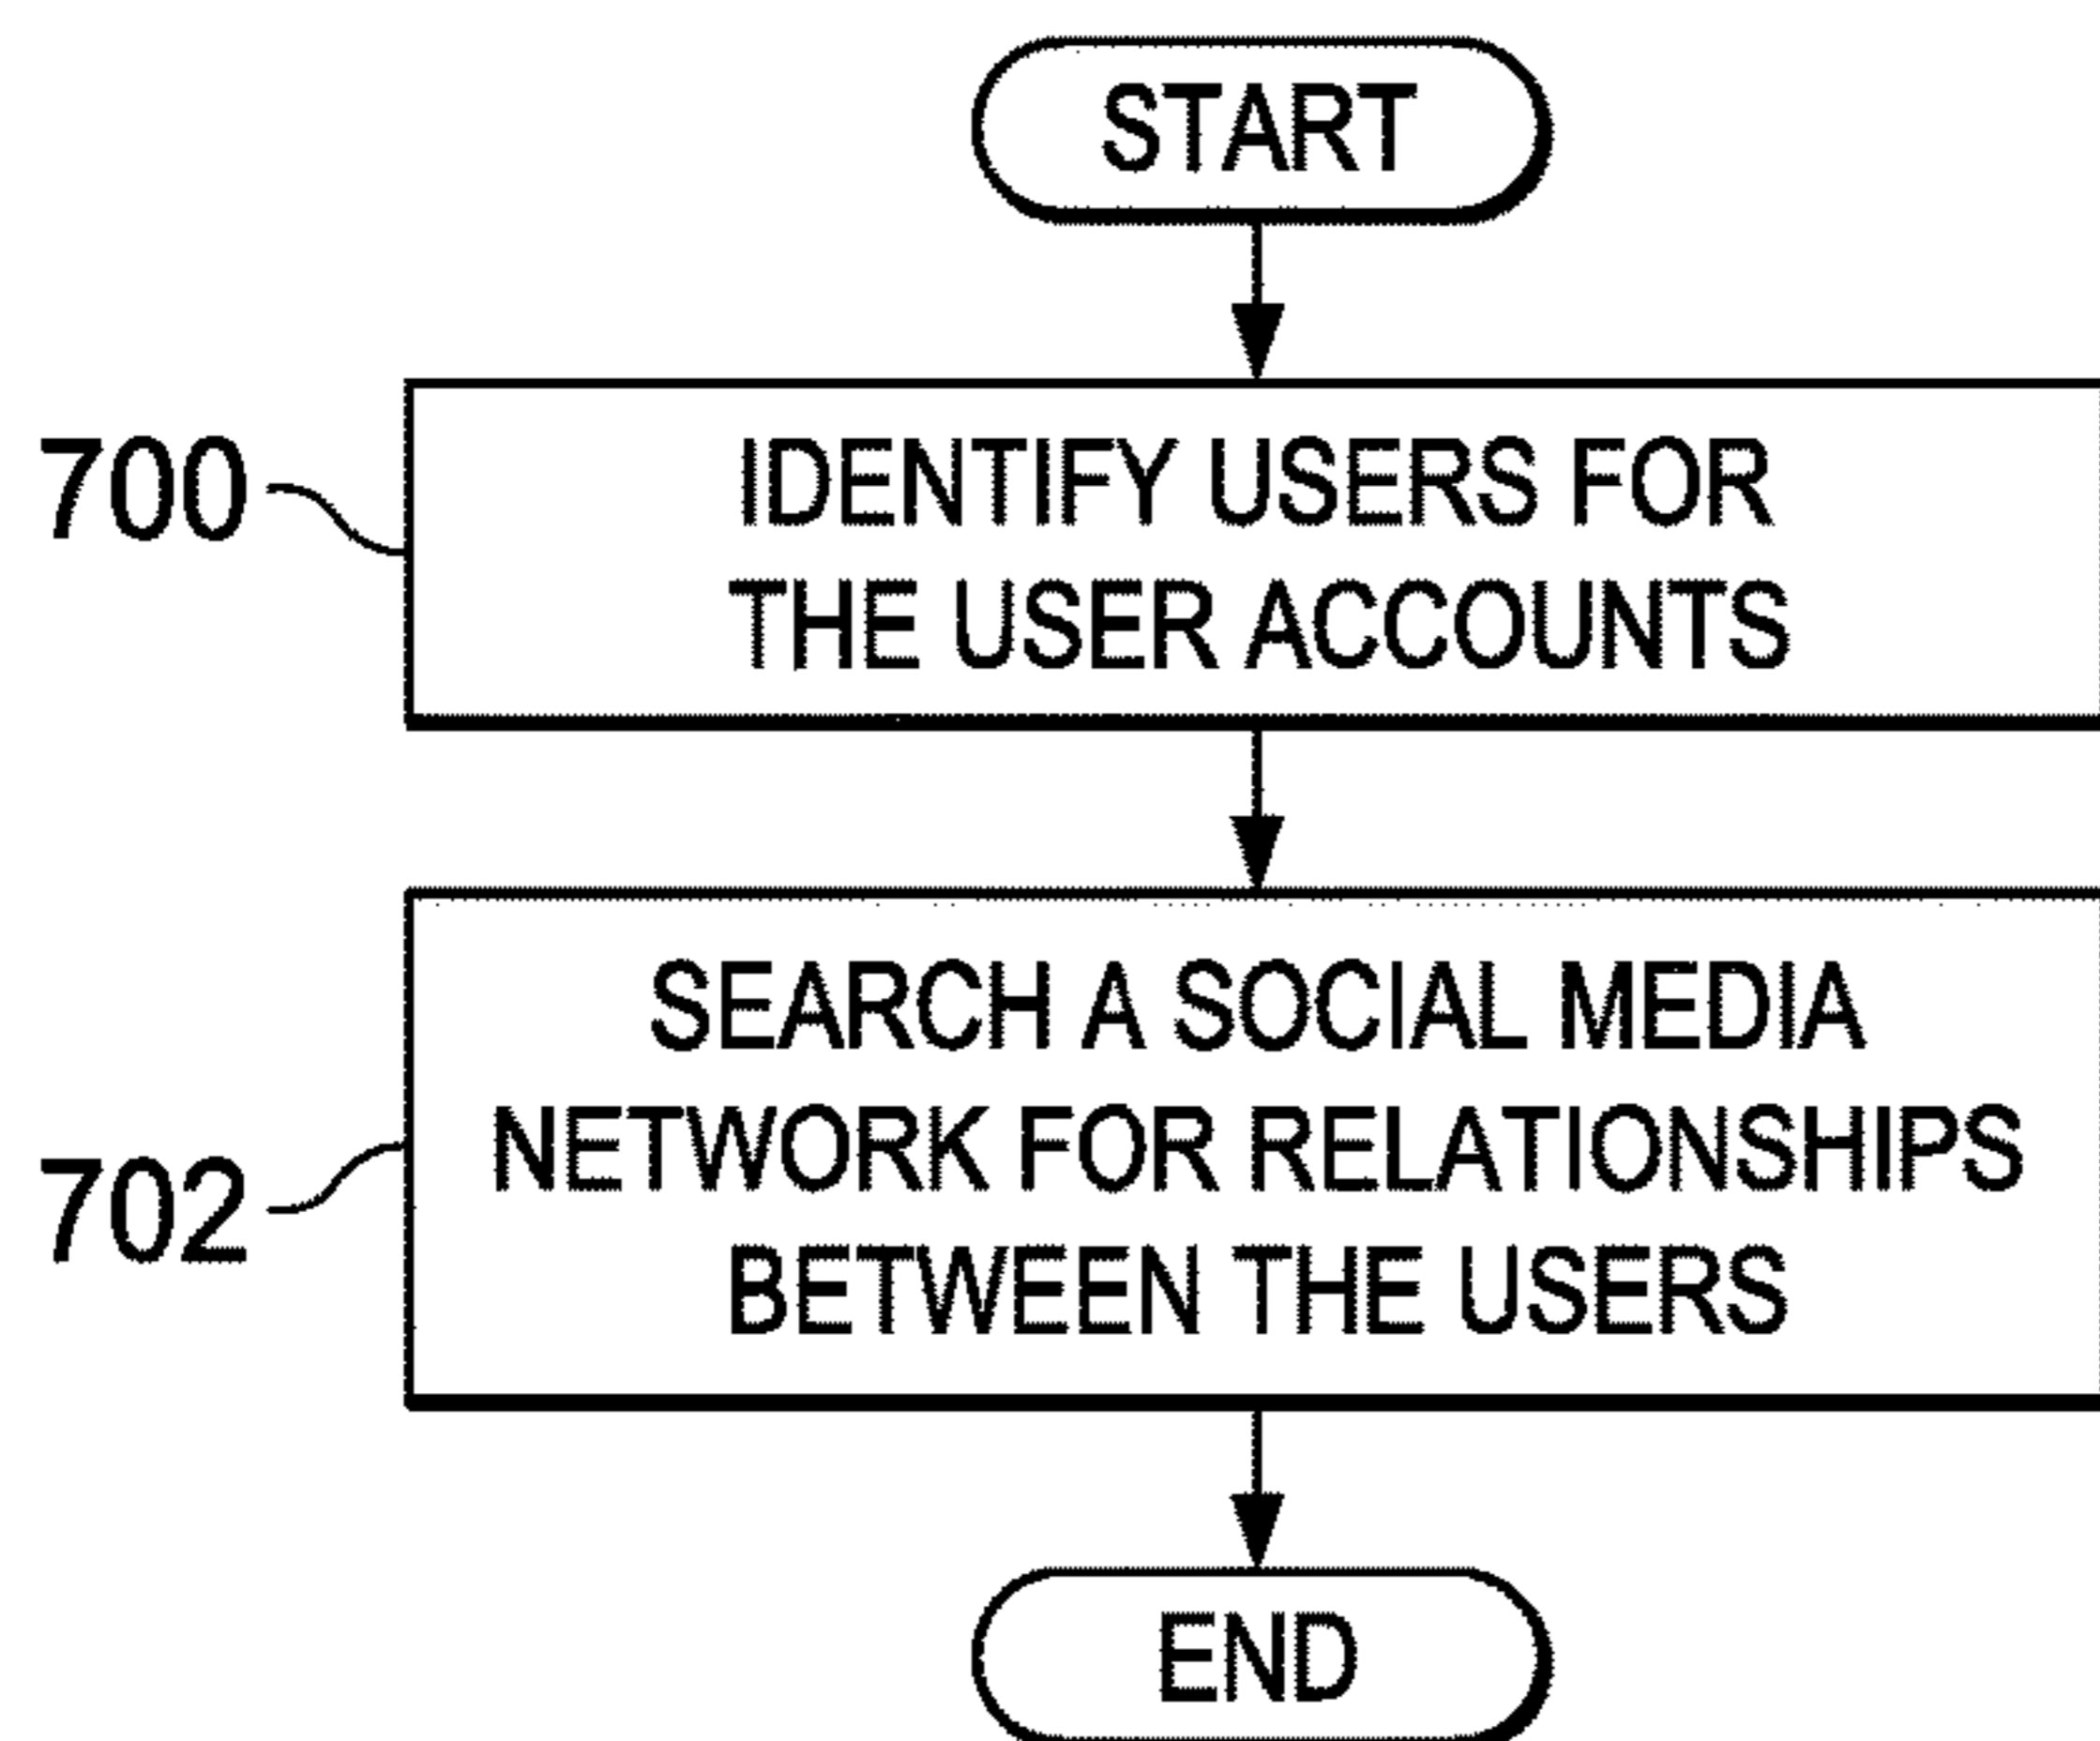 START
700
IDENTIFY USERS FOR
THE USER ACCOUNTS
702
SEARCH A SOCIAL MEDIA
NETWORK FOR RELATIONSHIPS
BETWEEN THE USERS
END